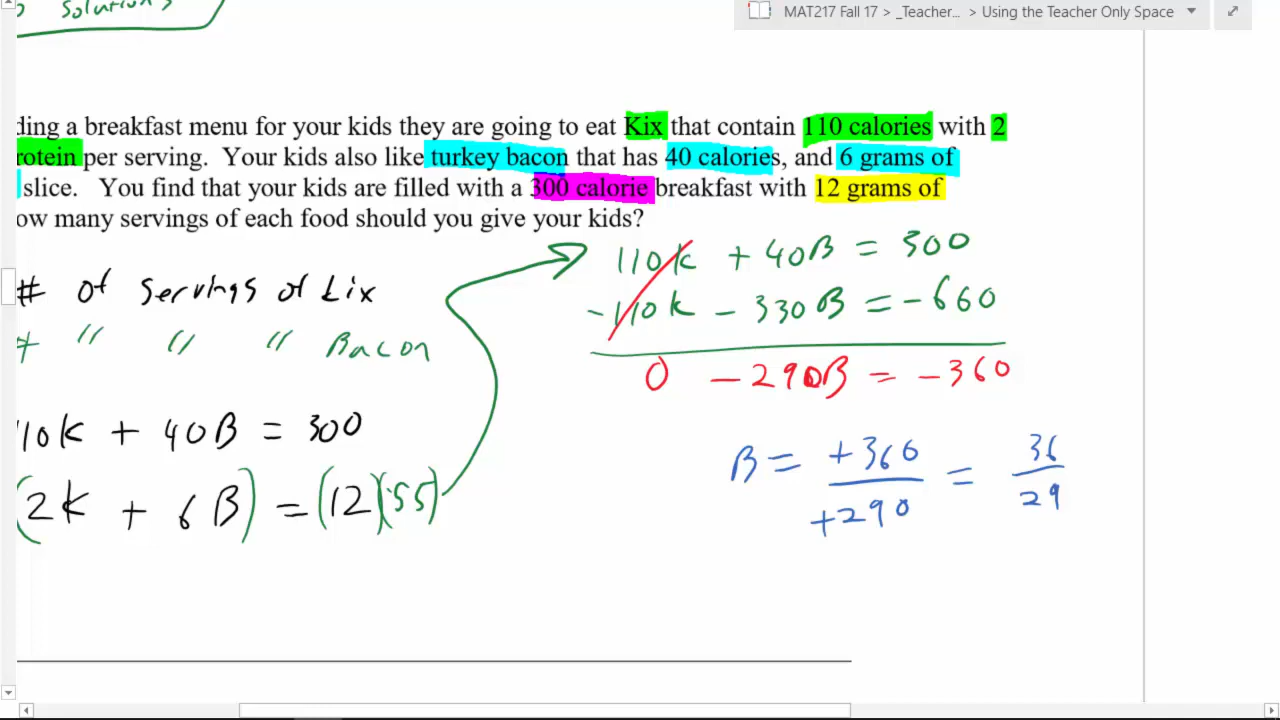 solutions
MAT217 Fall 17 > _Teacher... > Using the Teacher Only Space
ding a breakfast menu for your kids they are going to eat Kix that contain 110 calories with 2
rotein per serving. Your kids also like turkey bacon that has 40 calories, and 6 grams of
slice. You find that your kids are filled with a 300 calorie breakfast with 12 grams of
ow many servings of each food should you give your kids?
# of servings of kix
# " " " Bacon
110K + 40B = 300
(2K + 6B) = (12)(55)
110K + 40B = 300
-110K - 330B = -660
0 - 290B = -360
B = +360/+290 = 36/29